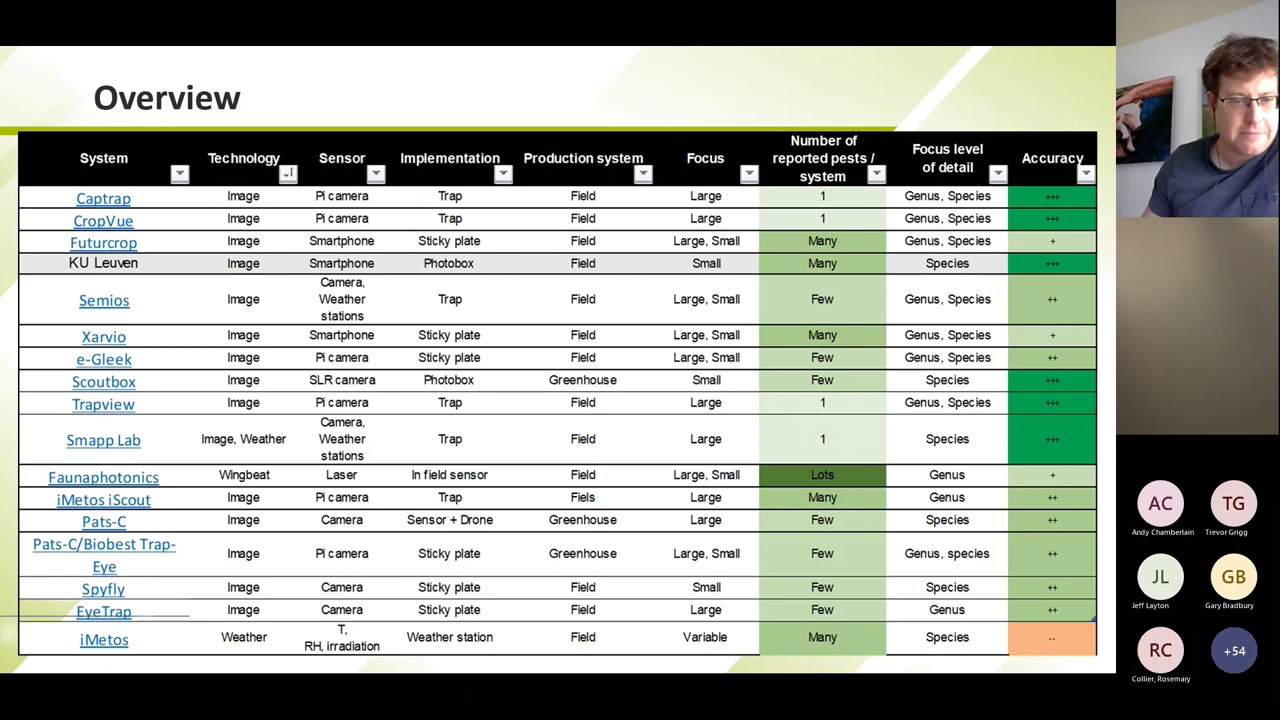 Overview
System Technology Sensor Implementation Production system Focus Number of reported pests / system Focus level of detail Accuracy
Captrap Image Pi camera Trap Field Large 1 Genus, Species +++
CropVue Image Pi camera Trap Field Large 1 Genus, Species +++
Futurcrop Image Smartphone Sticky plate Field Large, Small Many Genus, Species +
KU Leuven Image Smartphone Photobox Field Small Many Species +++
Semios Image Camera, Weather stations Trap Field Large, Small Few Genus, Species ++
Xarvio Image Smartphone Sticky plate Field Large, Small Many Genus, Species +
e-Gleek Image Pi camera Sticky plate Field Large, Small Few Genus, Species ++
Scoutbox Image SLR camera Photobox Greenhouse Small Few Species +++
Trapview Image Pi camera Trap Field Large 1 Genus, Species +++
Smapp Lab Image, Weather Camera, Weather stations Trap Field Large 1 Species +++
Faunaphotonics Wingbeat Laser In field sensor Field Large, Small Lots Genus +
iMetos iScout Image Pi camera Trap Fiels Large Many Genus ++
Pats-C Image Camera Sensor + Drone Greenhouse Large Few Species ++
Pats-C/Biobest Trap-Eye Image Pi camera Sticky plate Greenhouse Large, Small Few Genus, species ++
Spyfly Image Camera Sticky plate Field Small Few Species ++
EyeTrap Image Camera Sticky plate Field Large Few Genus ++
iMetos Weather T, RH, irradiation Weather station Field Variable Many Species --
AC TG
Andy Chamberlain Trevor Grigg
JL GB
Jeff Layton Gary Bradbury
RC +54
Collier, Rosemary